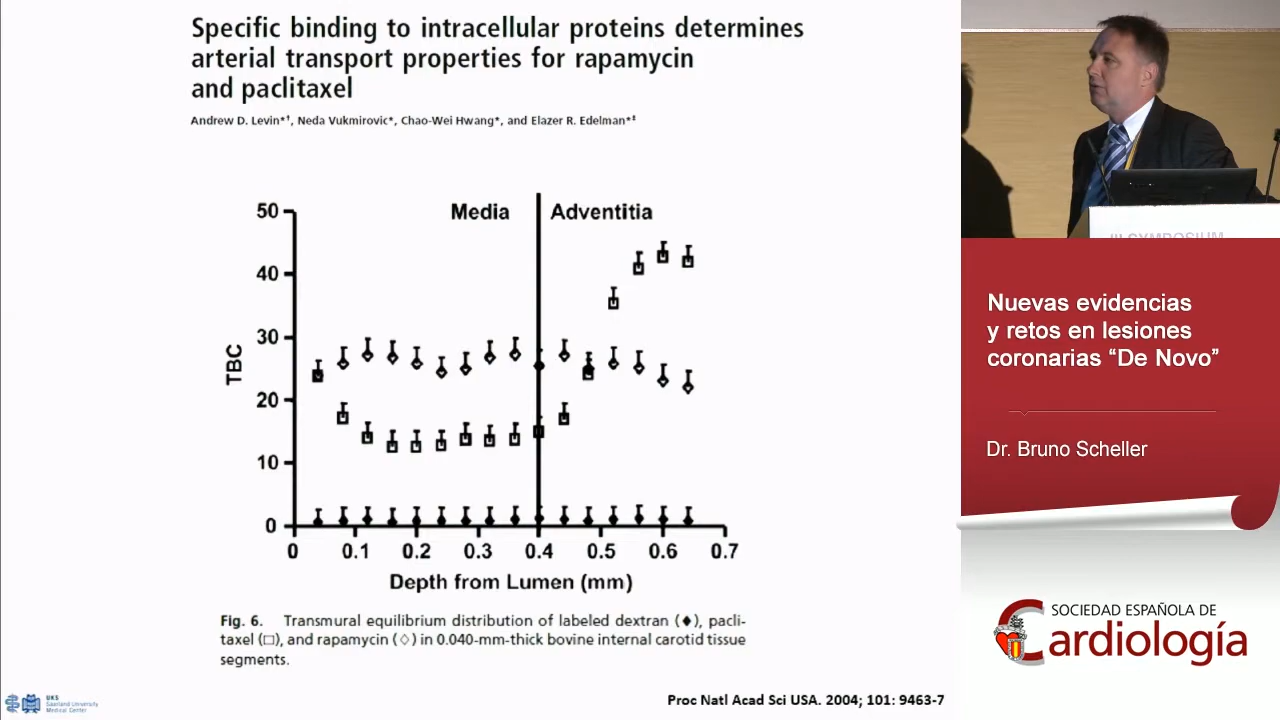 Specific binding to intracellular proteins determines
arterial transport properties for rapamycin
and paclitaxel
Andrew D. Levin*†, Neda Vukmirovic*, Chao-Wei Hwang*, and Elazer R. Edelman*‡
Media
Adventitia
TBC
50
40
30
20
10
0
0 0.1 0.2 0.3 0.4 0.5 0.6 0.7
Depth from Lumen (mm)
Fig. 6. Transmural equilibrium distribution of labeled dextran (♦), pacli-
taxel (□), and rapamycin (◇) in 0.040-mm-thick bovine internal carotid tissue
segments.
UKS
Saarland University
Medical Center
Proc Natl Acad Sci USA. 2004; 101: 9463-7
III SYMPOSIUM
Nuevas evidencias
y retos en lesiones
coronarias “De Novo”
Dr. Bruno Scheller
SOCIEDAD ESPAÑOLA DE
Cardiología